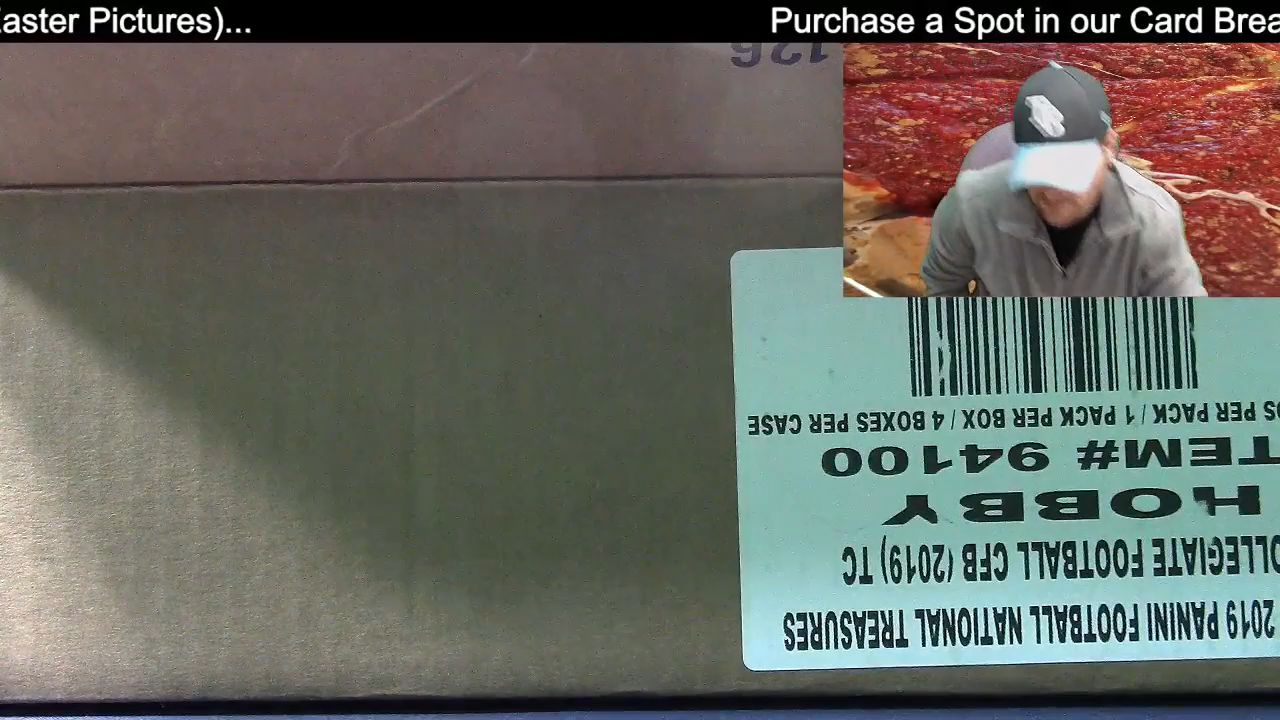 Easter Pictures)...
Purchase a Spot in our Card Brea
126
2019 PANINI FOOTBALL NATIONAL TREASURES
OLLEGIATE FOOTBALL CFB (2019) TC
HOBBY
TEM# 94100
DS PER PACK / 1 PACK PER BOX / 4 BOXES PER CASE